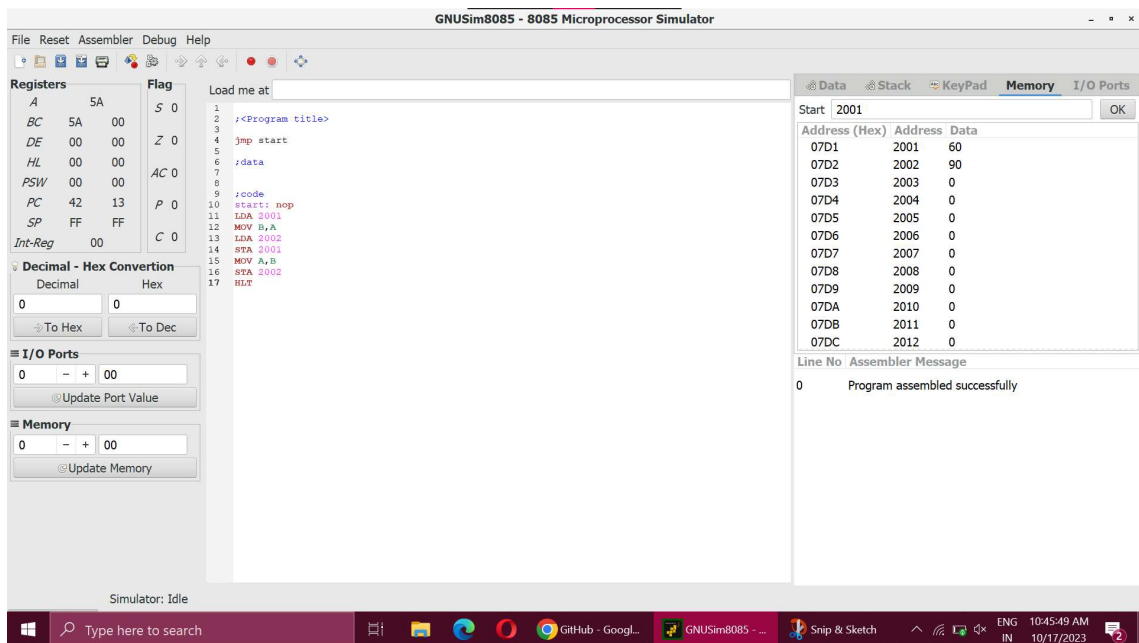 GNUSim8085 - 8085 Microprocessor Simulator
File Reset Assembler Debug Help
Registers
A 5A
BC 5A 00
DE 00 00
HL 00 00
PSW 00 00
PC 42 13
SP FF FF
Int-Reg 00
Flag
S 0
Z 0
AC 0
P 0
C 0
Decimal - Hex Convertion
Decimal Hex
0 0
To Hex To Dec
I/O Ports
0 - + 00
Update Port Value
Memory
0 - + 00
Update Memory
Load me at
1
2 ;<Program title>
3
4 jmp start
5
6 ;data
7
8
9 ;code
10 start: nop
11 LDA 2001
12 MOV B,A
13 LDA 2002
14 STA 2001
15 MOV A,B
16 STA 2002
17 HLT
Data Stack KeyPad Memory I/O Ports
Start 2001 OK
Address (Hex) Address Data
07D1 2001 60
07D2 2002 90
07D3 2003 0
07D4 2004 0
07D5 2005 0
07D6 2006 0
07D7 2007 0
07D8 2008 0
07D9 2009 0
07DA 2010 0
07DB 2011 0
07DC 2012 0
Line No Assembler Message
0 Program assembled successfully
Simulator: Idle
Type here to search
GitHub - Googl...
GNUSim8085 - ...
Snip & Sketch
ENG
IN
10:45:49 AM
10/17/2023
2